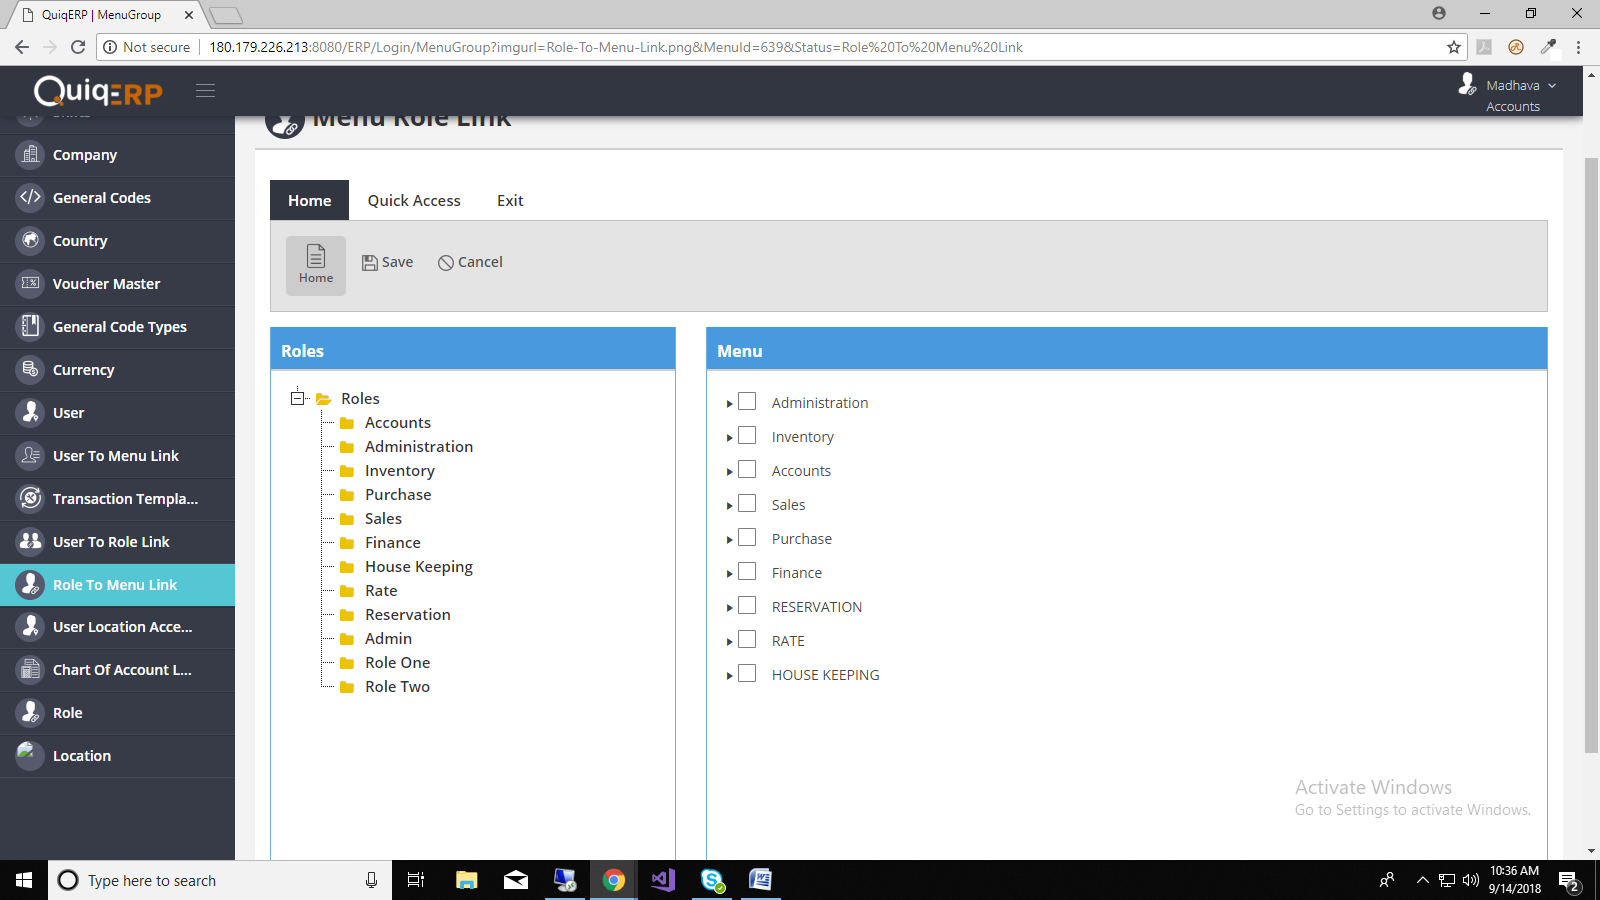 QuiqERP | MenuGroup
Not secure
180.179.226.213:8080/ERP/Login/MenuGroup?imgurl=Role-To-Menu-Link.png&MenuId=639&Status=Role%20To%20Menu%20Link
QuiqERP
Madhava
Accounts
Menu Role Link
Company
General Codes
Country
Voucher Master
General Code Types
Currency
User
User To Menu Link
Transaction Templa...
User To Role Link
Role To Menu Link
User Location Acce...
Chart Of Account L...
Role
Location
Home
Quick Access
Exit
Home
Save
Cancel
Roles
Roles
Accounts
Administration
Inventory
Purchase
Sales
Finance
House Keeping
Rate
Reservation
Admin
Role One
Role Two
Menu
Administration
Inventory
Accounts
Sales
Purchase
Finance
RESERVATION
RATE
HOUSE KEEPING
Activate Windows
Go to Settings to activate Windows.
Type here to search
10:36 AM
9/14/2018
2